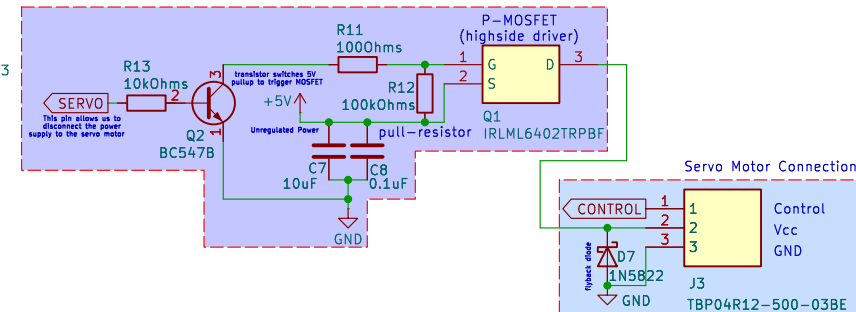 P-MOSFET
(highside driver)
R11
100Ohms
1
G
D
3
2
S
3
R13
10kOhms
3
transistor switches 5V
pullup to trigger MOSFET
R12
100kOhms
+5V
SERVO
2
This pin allows us to
disconnect the power
supply to the servo motor
1
Unregulated Power
pull-resistor
Q1
IRLML6402TRPBF
Q2
BC547B
C7
10uF
C8
0.1uF
GND
Servo Motor Connection
CONTROL
1
1
Control
2
2
Vcc
3
3
GND
flyback diode
D7
1N5822
GND
J3
TBP04R12-500-03BE